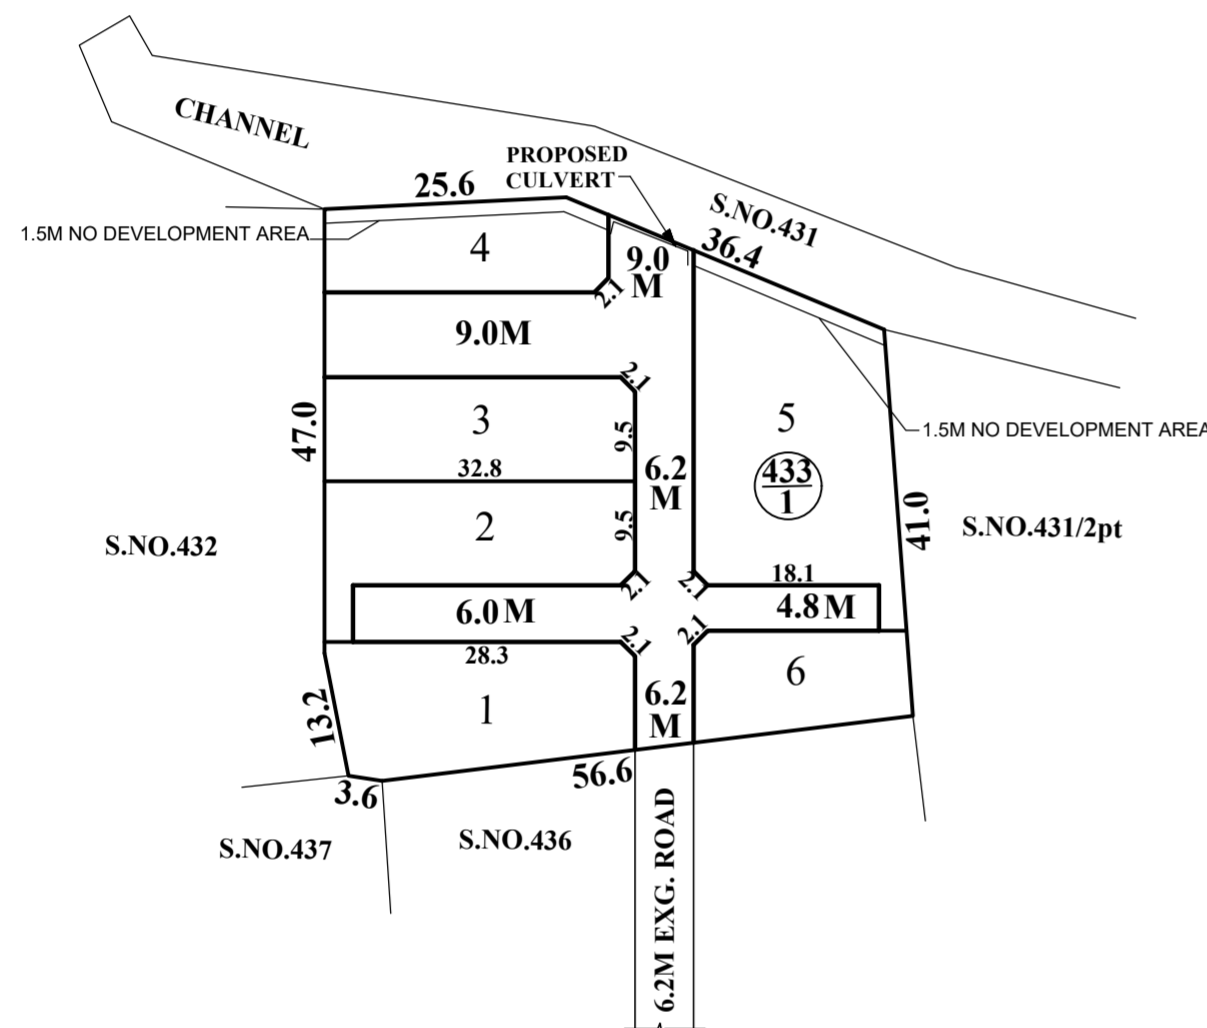 CHANNEL
PROPOSED
CULVERT
25.6
S.NO.431
1.5M NO DEVELOPMENT AREA
4
9.0
M
36.4
2.1
9.0M
2.1
47.0
3
9.5
5
1.5M NO DEVELOPMENT AREA
32.8
6.2
M
433
1
2
9.5
41.0
S.NO.431/2pt
S.NO.432
18.1
2.1
2.1
6.0M
4.8M
2.1
2.1
28.3
6
13.2
1
6.2
M
56.6
3.6
S.NO.437
S.NO.436
6.2M EXG. ROAD